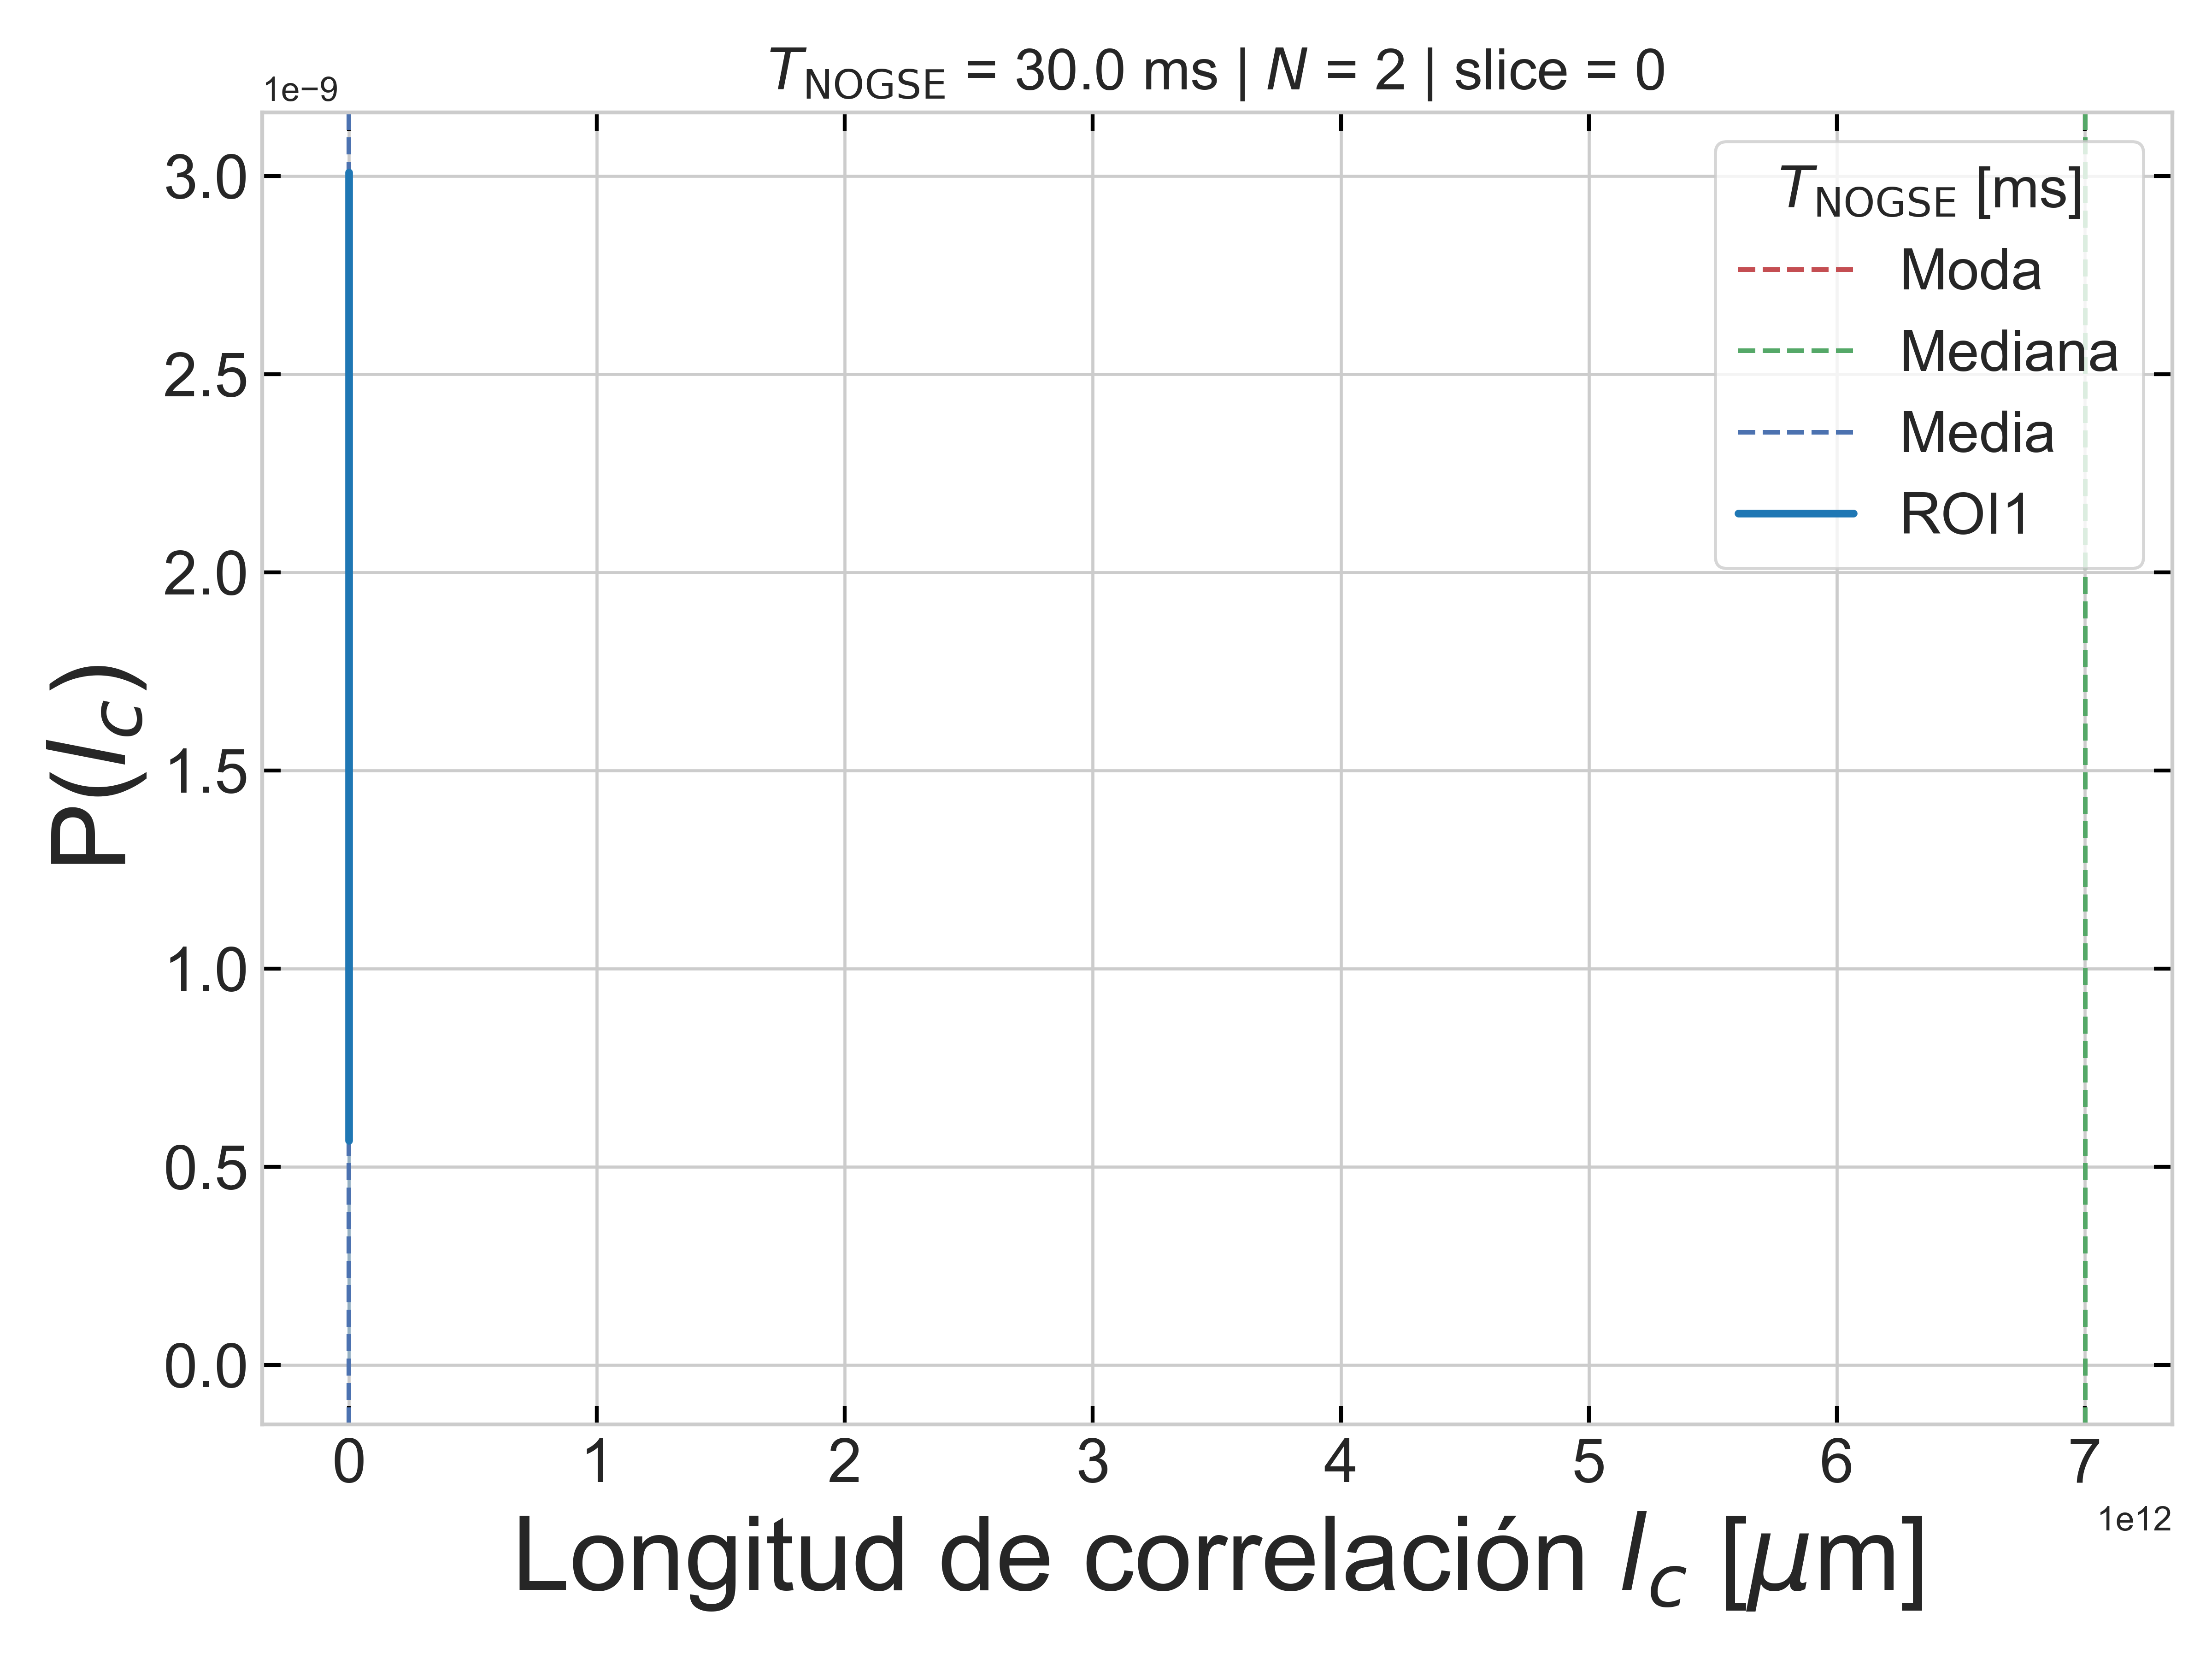 T_NOGSE = 30.0 ms | N = 2 | slice = 0
1e−9
3.0
2.5
2.0
1.5
1.0
0.5
0.0
P(l_c)
T_NOGSE [ms]
Moda
Mediana
Media
ROI1
0 1 2 3 4 5 6 7
1e12
Longitud de correlación l_c [μm]